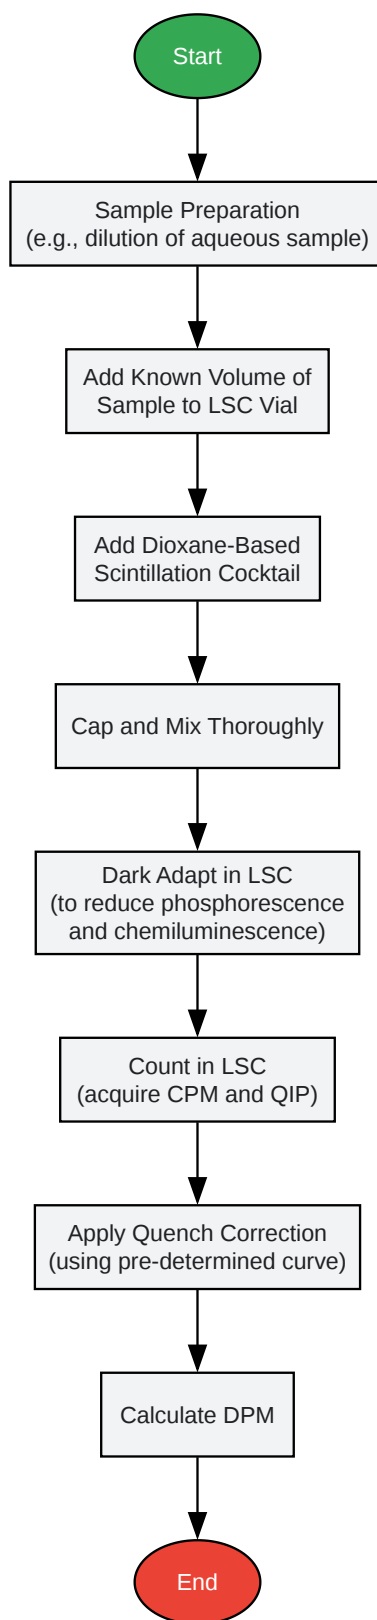 Start
Sample Preparation
(e.g., dilution of aqueous sample)
Add Known Volume of
Sample to LSC Vial
Add Dioxane-Based
Scintillation Cocktail
Cap and Mix Thoroughly
Dark Adapt in LSC
(to reduce phosphorescence
and chemiluminescence)
Count in LSC
(acquire CPM and QIP)
Apply Quench Correction
(using pre-determined curve)
Calculate DPM
End